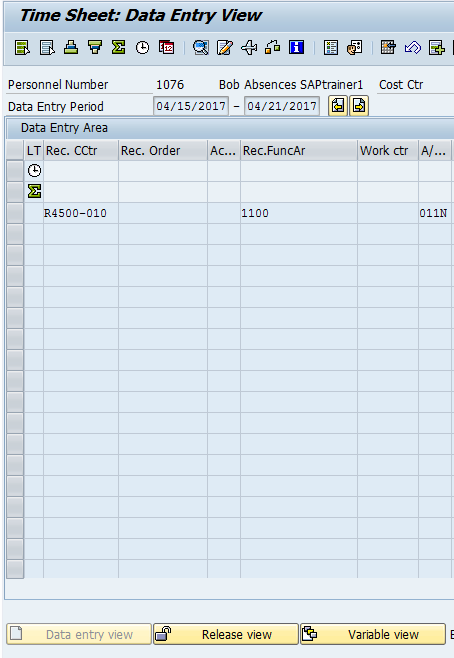 Time Sheet: Data Entry View
Personnel Number 1076 Bob Absences SAPtrainer1 Cost Ctr
Data Entry Period 04/15/2017 - 04/21/2017
Data Entry Area
LT Rec. CCtr Rec. Order Ac... Rec.FuncAr Work ctr A/...
R4500-010 1100 011N
Data entry view Release view Variable view